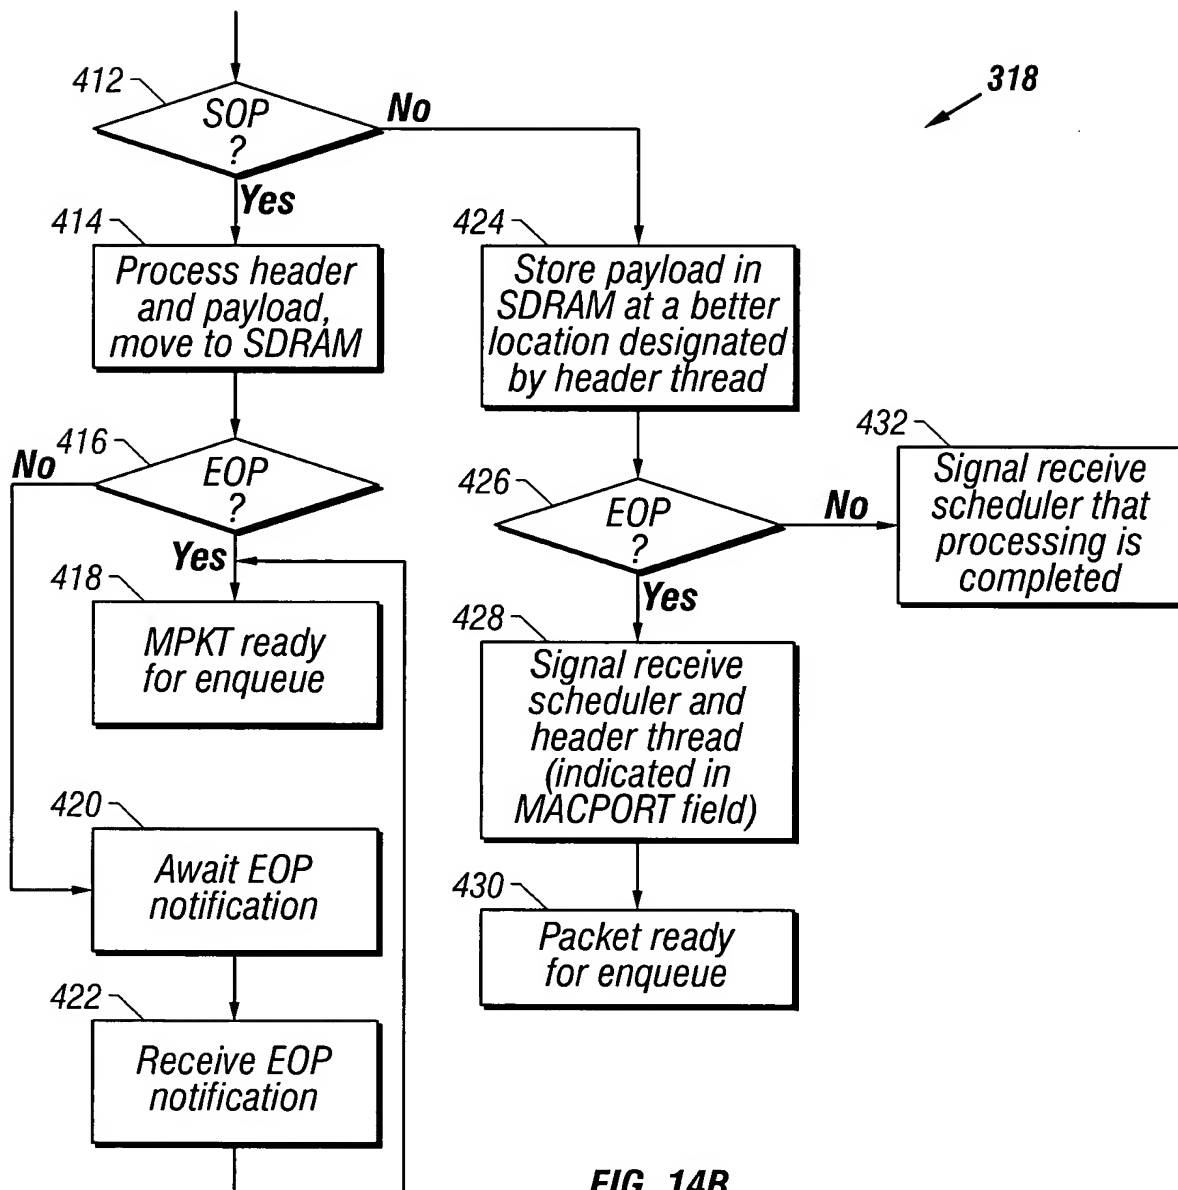 412
SOP
?
No
318
Yes
414
Process header
and payload,
move to SDRAM
424
Store payload in
SDRAM at a better
location designated
by header thread
416
No
EOP
?
Yes
426
EOP
?
No
Yes
432
Signal receive
scheduler that
processing is
completed
418
MPKT ready
for enqueue
428
Signal receive
scheduler and
header thread
(indicated in
MACPORT field)
420
Await EOP
notification
430
Packet ready
for enqueue
422
Receive EOP
notification
FIG. 14B